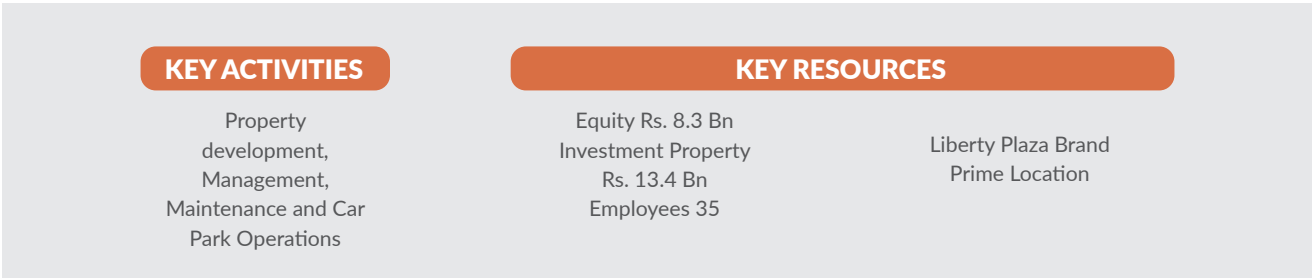 KEY ACTIVITIES
Property
development,
Management,
Maintenance and Car
Park Operations
KEY RESOURCES
Equity Rs. 8.3 Bn
Investment Property
Rs. 13.4 Bn
Employees 35
Liberty Plaza Brand
Prime Location